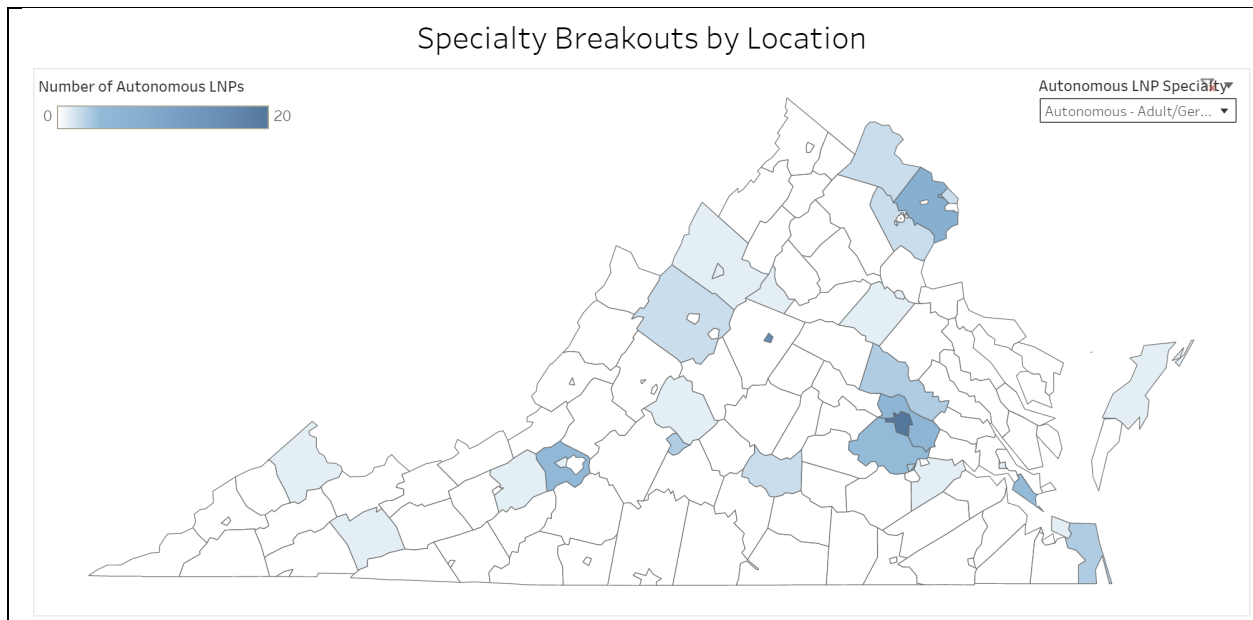 Specialty Breakouts by Location
Number of Autonomous LNPs
0 20
Autonomous LNP Specialty
Autonomous - Adult/Ger...